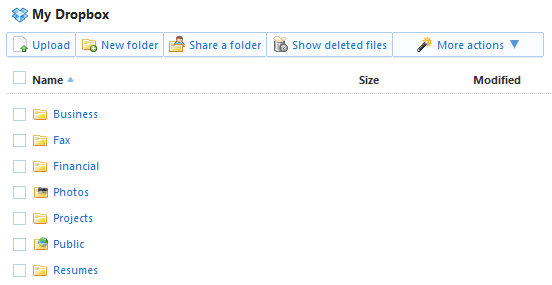 My Dropbox
Upload New folder Share a folder Show deleted files More actions
Name Size Modified
Business
Fax
Financial
Photos
Projects
Public
Resumes